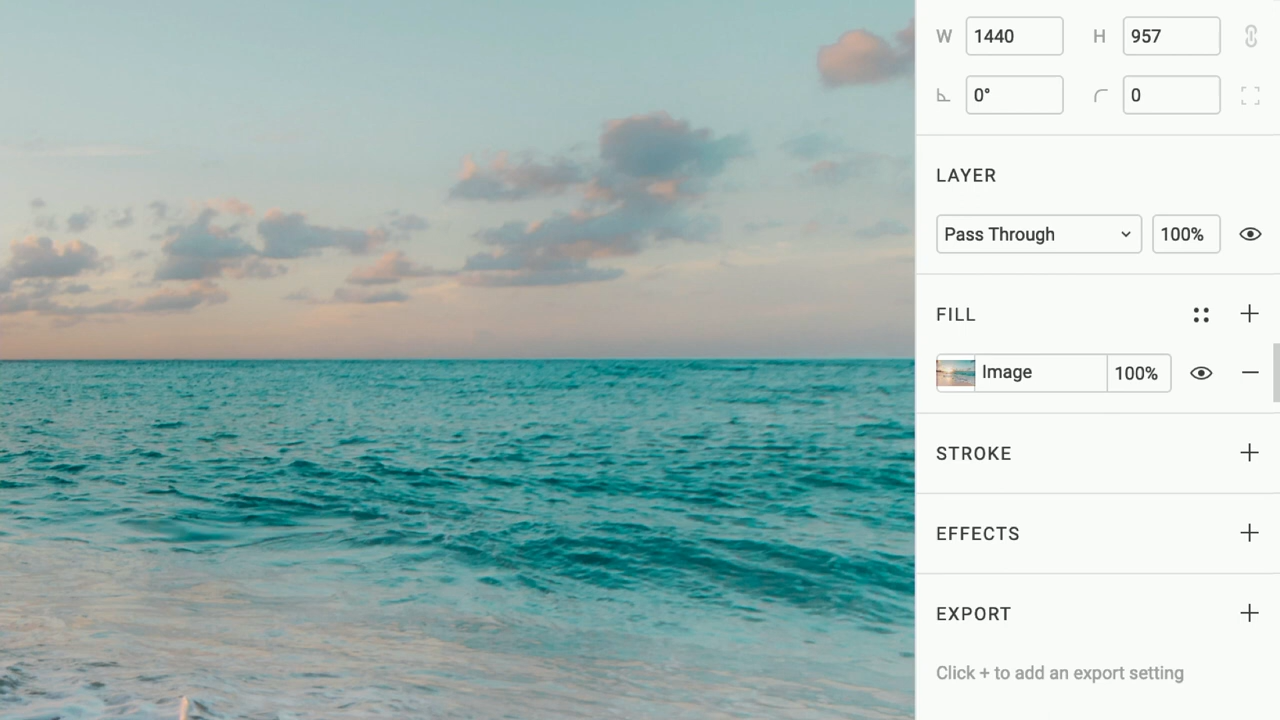 W 1440 H 957
0° 0
LAYER
Pass Through 100%
FILL
Image 100%
STROKE
EFFECTS
EXPORT
Click + to add an export setting